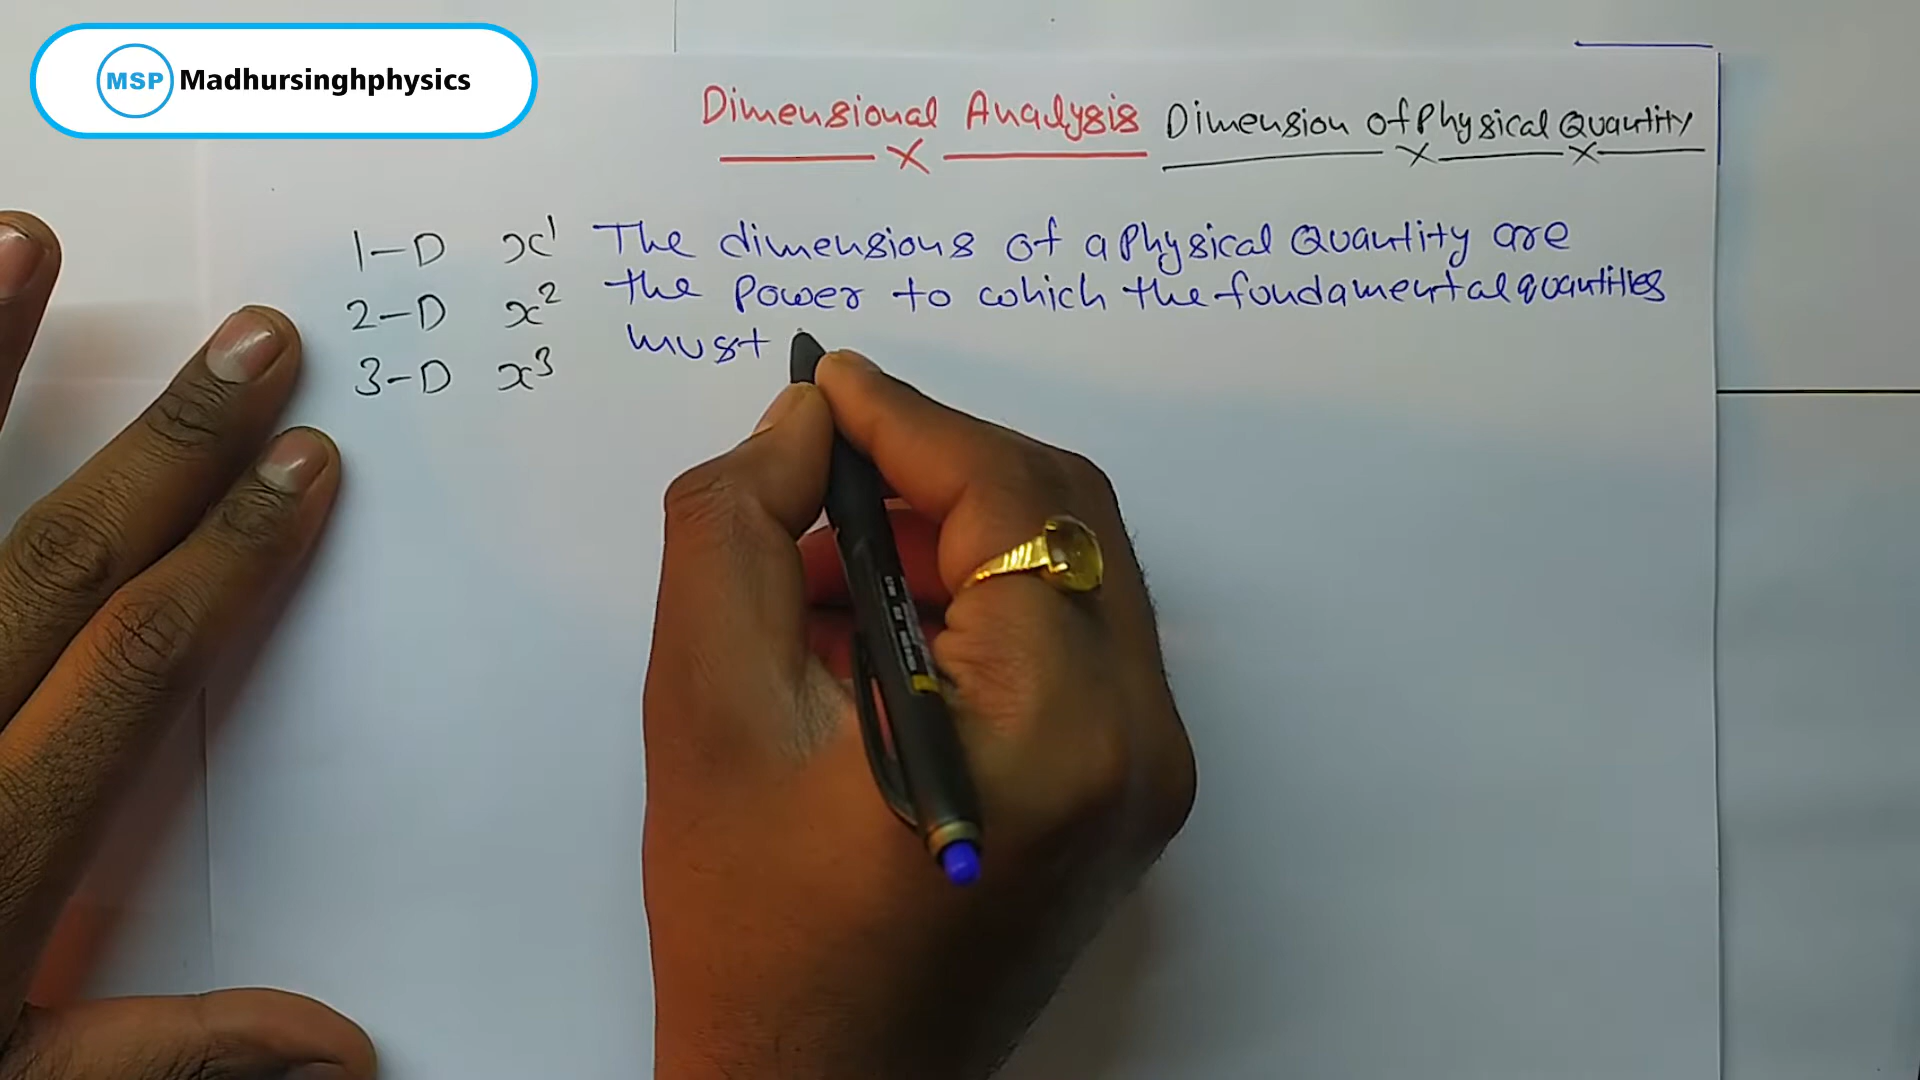 MSP Madhursinghphysics
Dimensional Analysis Dimension of Physical Quantity
1-D x¹
2-D x²
3-D x³
The dimensions of a Physical Quantity are
the Power to which the fundamental quantities
must